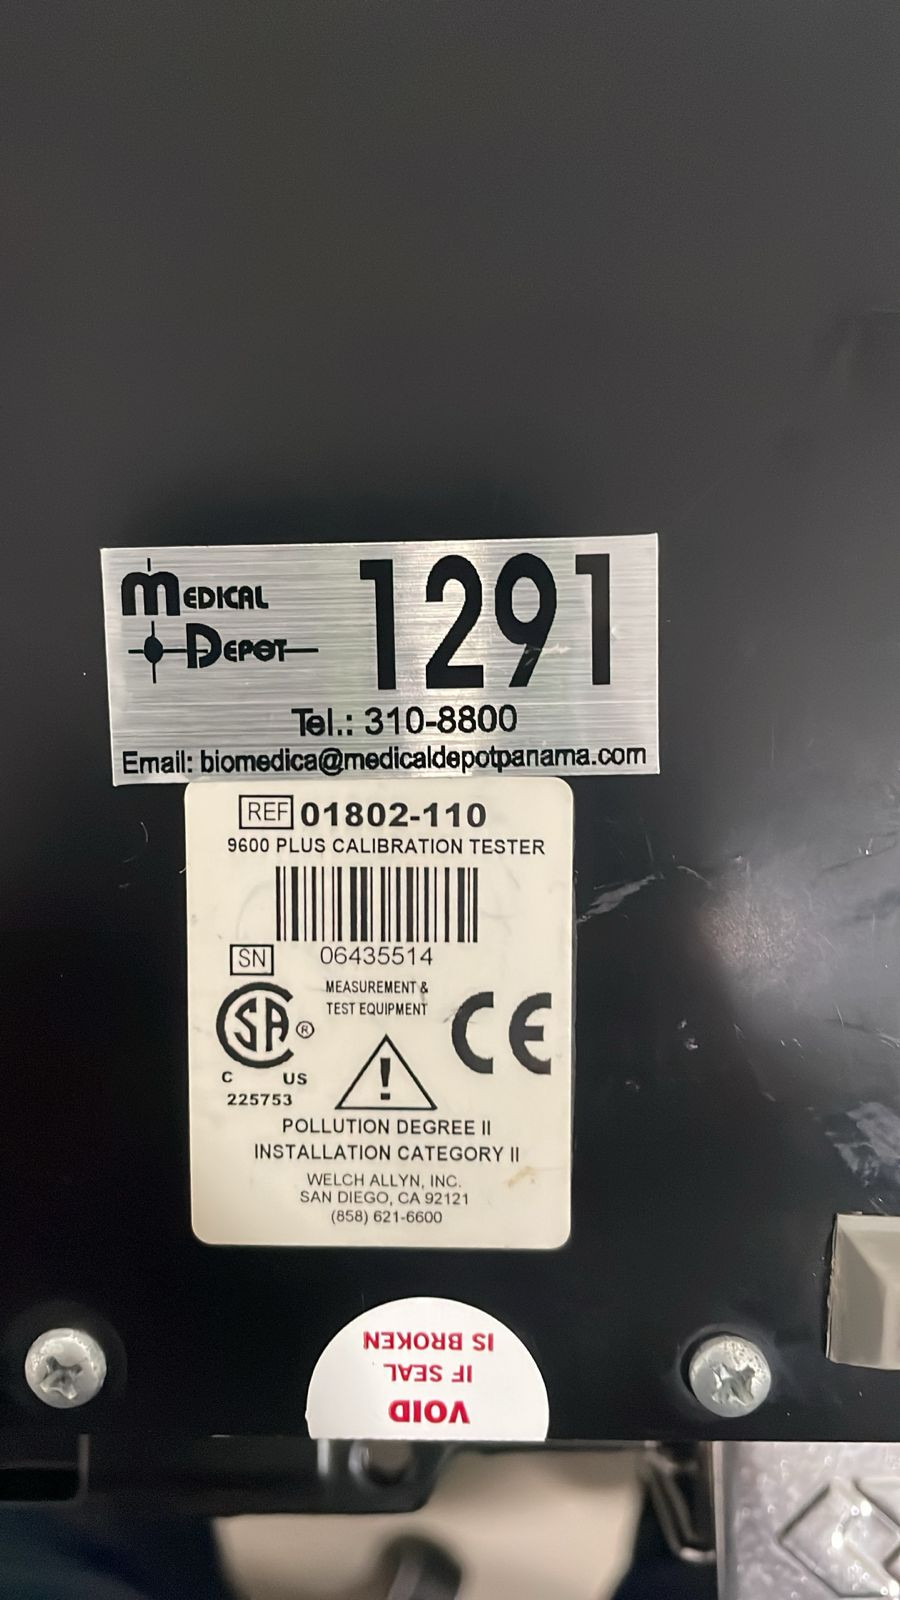 MEDICAL
DEPOT
1291
Tel.: 310-8800
Email: biomedica@medicaldepotpanama.com
REF 01802-110
9600 PLUS CALIBRATION TESTER
SN 06435514
MEASUREMENT &
TEST EQUIPMENT
SA ®
CE
C US
225753
!
POLLUTION DEGREE II
INSTALLATION CATEGORY II
WELCH ALLYN, INC.
SAN DIEGO, CA 92121
(858) 621-6600
VOID
IF SEAL
IS BROKEN